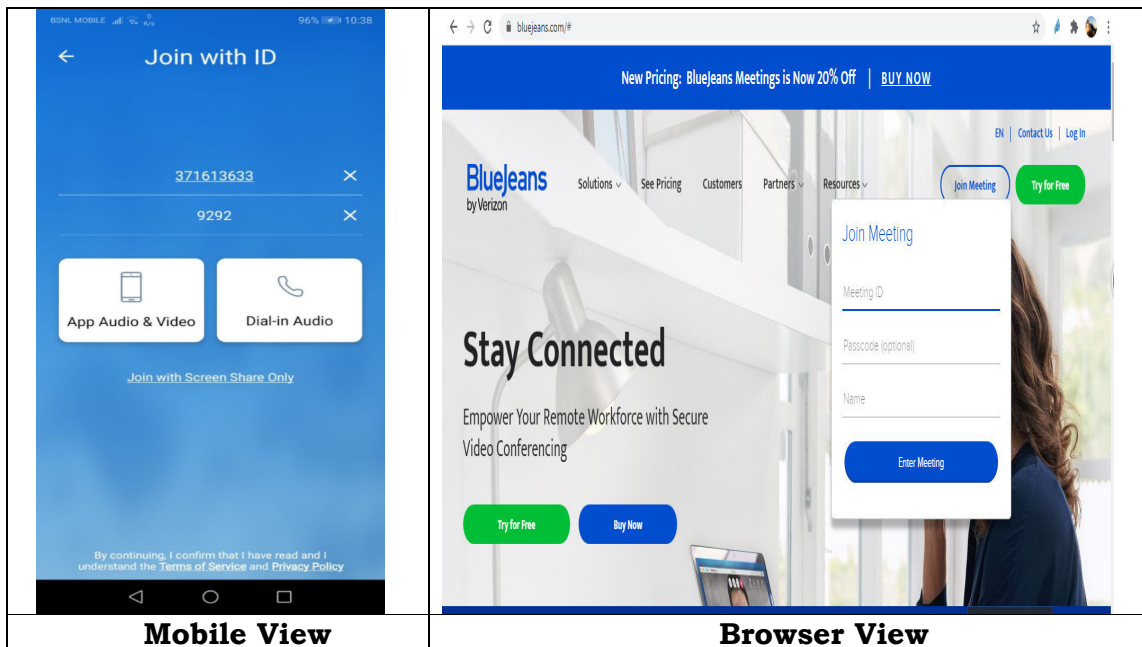 BSNL MOBILE 0 K/s 96% 10:38
Join with ID
371613633
9292
App Audio & Video
Dial-in Audio
Join with Screen Share Only
By continuing, I confirm that I have read and I
understand the Terms of Service and Privacy Policy
Mobile View
bluejeans.com/#
New Pricing: BlueJeans Meetings is Now 20% Off | BUY NOW
EN | Contact Us | Log In
BlueJeans
by Verizon
Solutions See Pricing Customers Partners Resources Join Meeting Try for Free
Join Meeting
Meeting ID
Passcode (optional)
Name
Enter Meeting
Stay Connected
Empower Your Remote Workforce with Secure
Video Conferencing
Try for Free Buy Now
Browser View